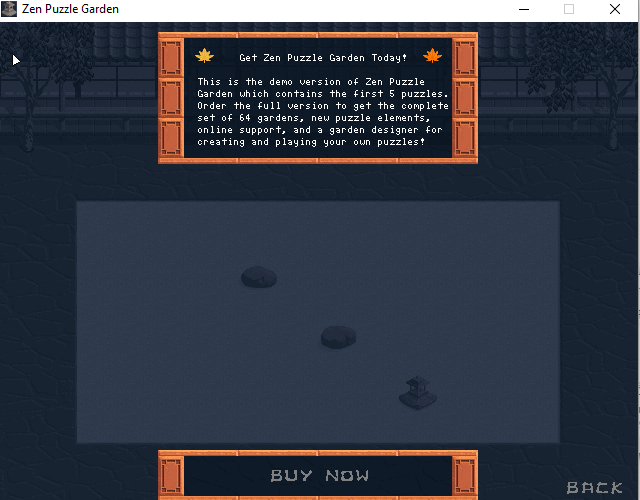 Zen Puzzle Garden
Get Zen Puzzle Garden Today!
This is the demo version of Zen Puzzle
Garden which contains the first 5 puzzles.
Order the full version to get the complete
set of 64 gardens, new puzzle elements,
online support, and a garden designer for
creating and playing your own puzzles!
BUY NOW
BACK